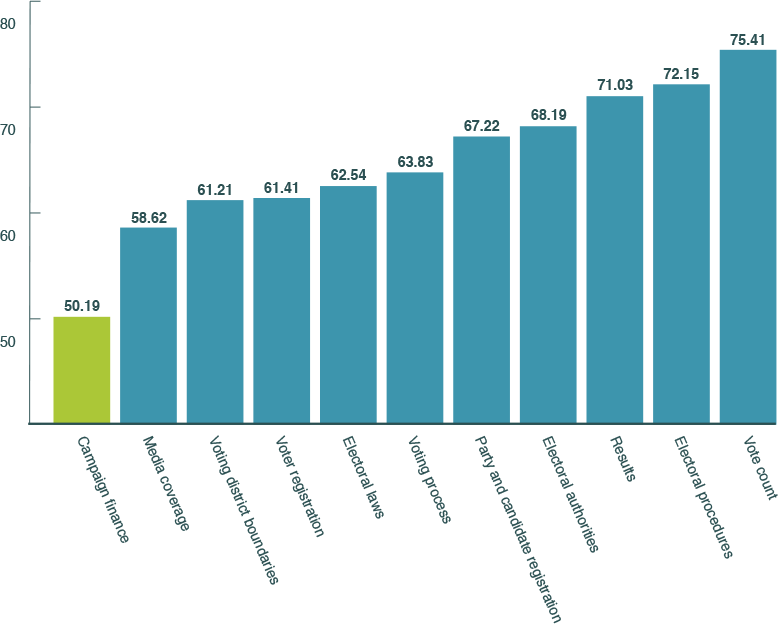 80
70
60
50
50.19
58.62
61.21
61.41
62.54
63.83
67.22
68.19
71.03
72.15
75.41
Campaign finance
Media coverage
Voting district boundaries
Voter registration
Electoral laws
Voting process
Party and candidate registration
Electoral authorities
Results
Electoral procedures
Vote count